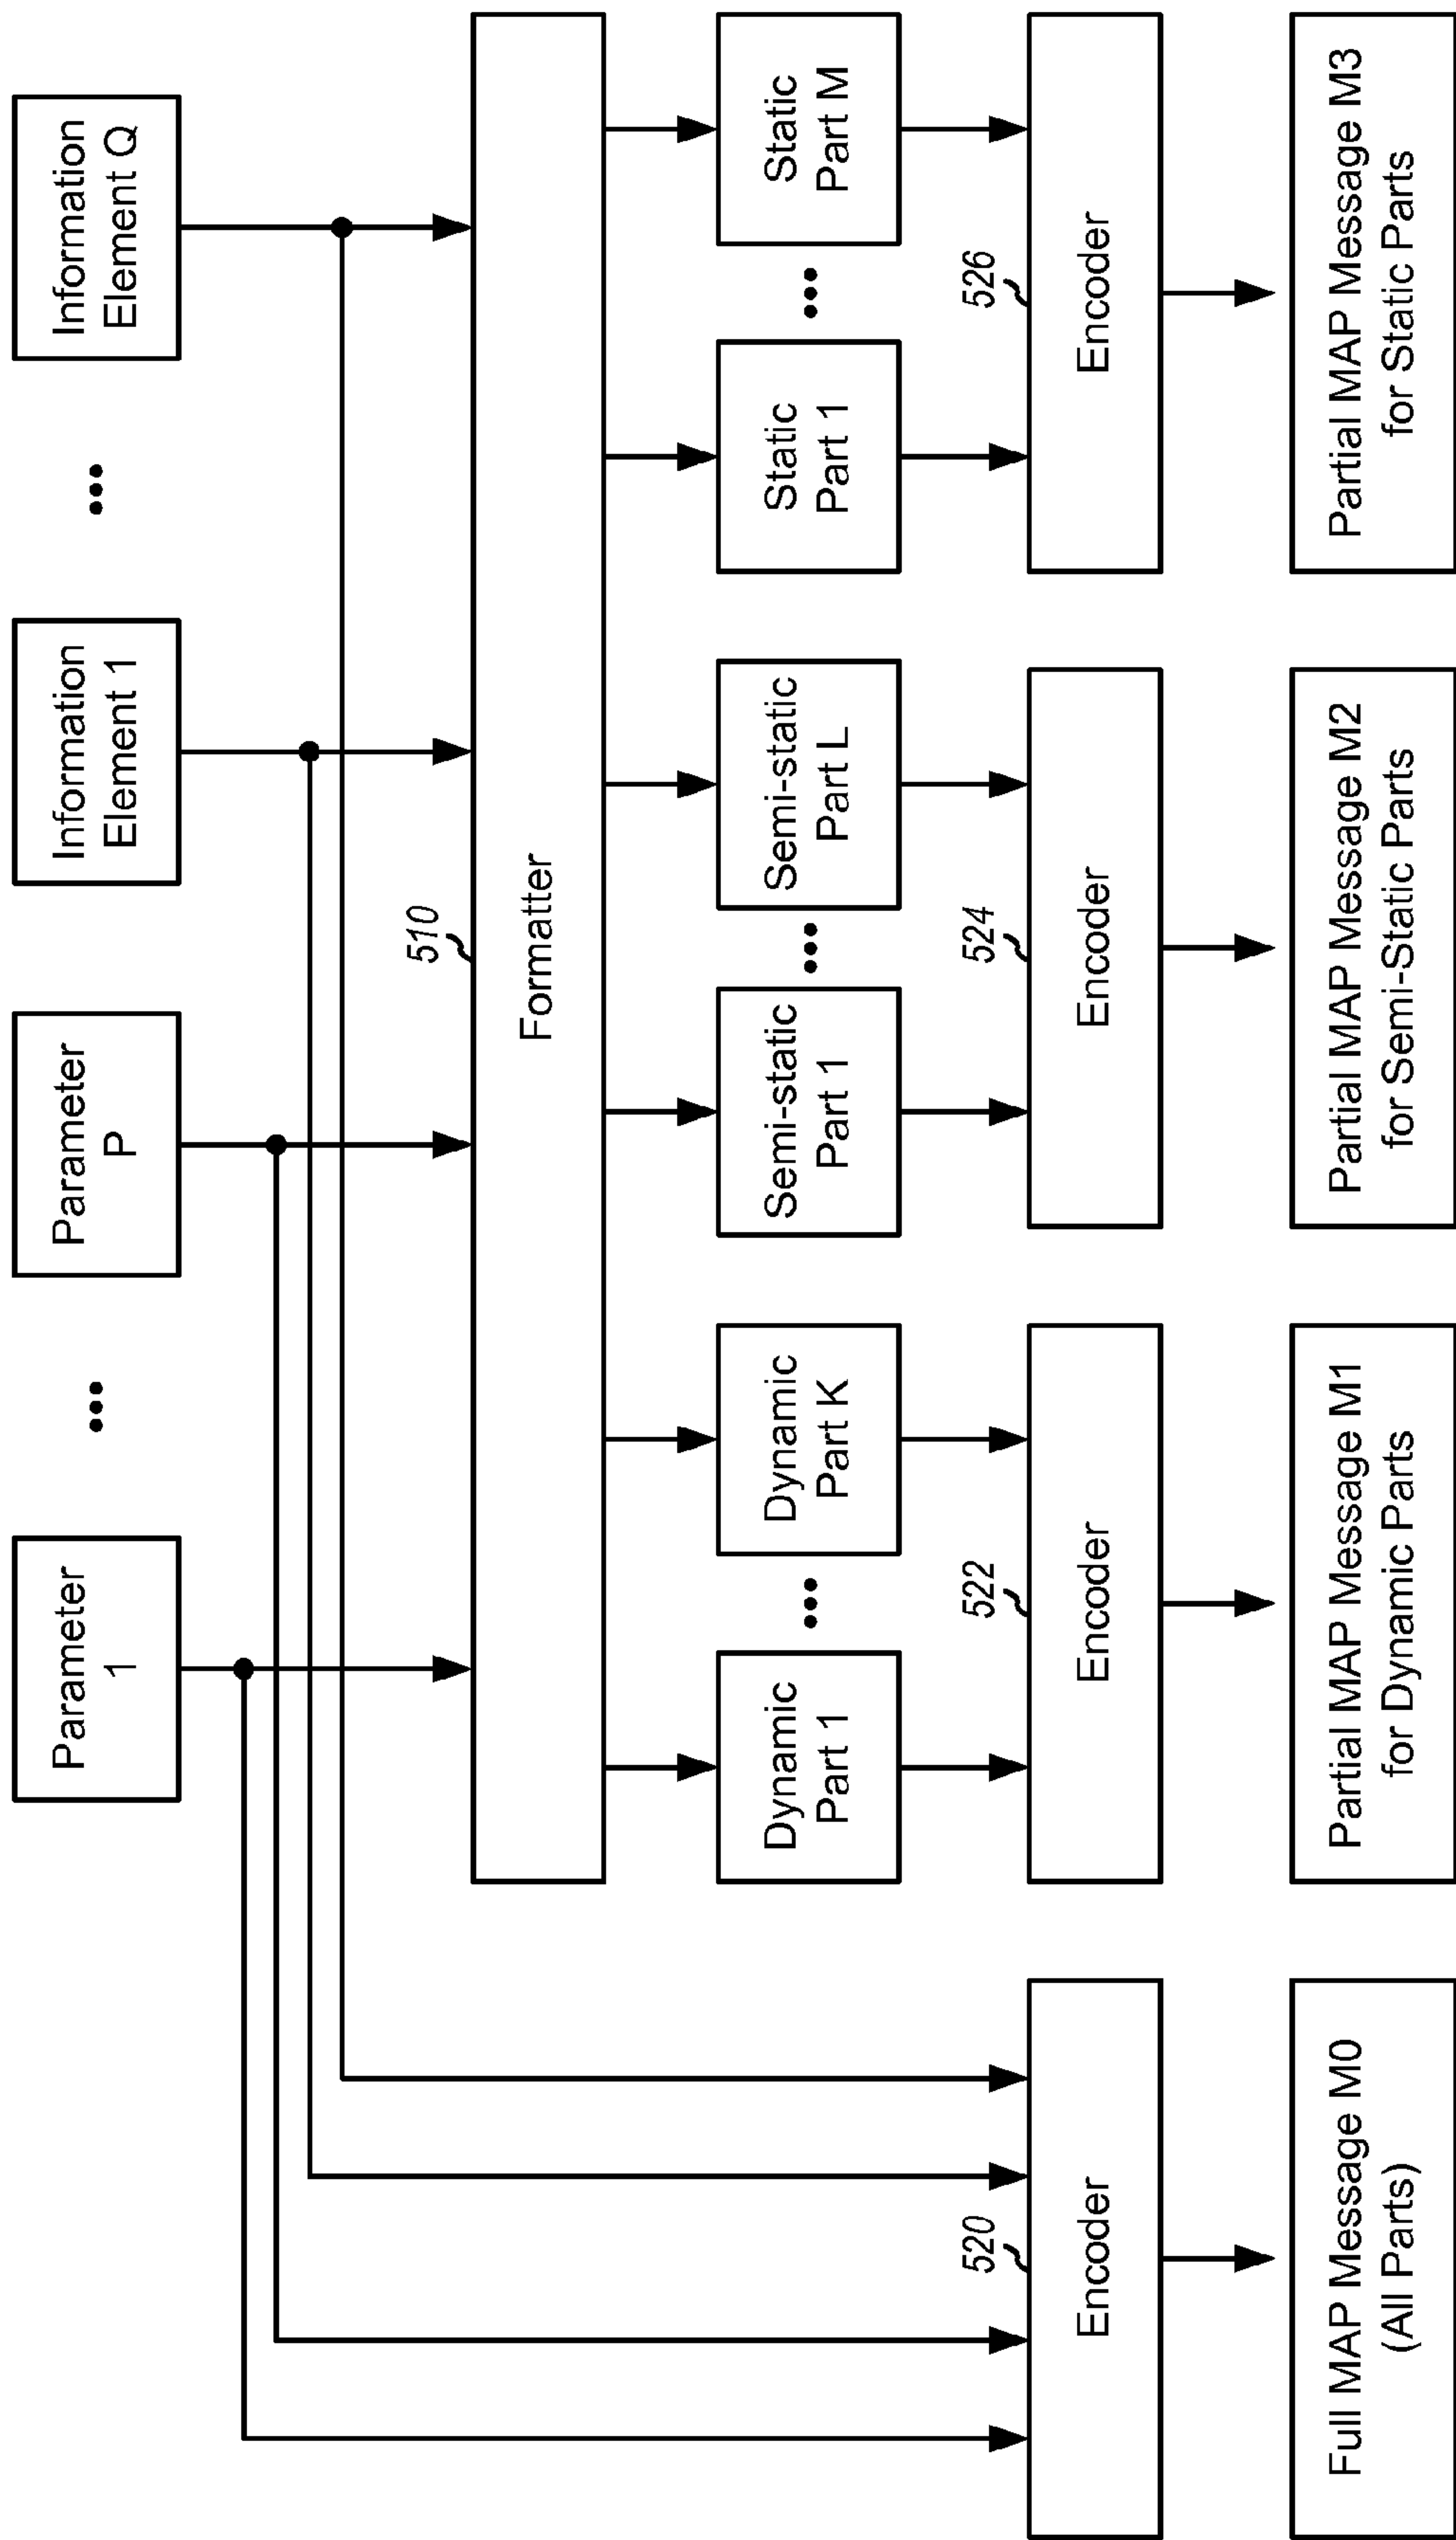 Parameter
1
•••
Parameter
P
Information
Element 1
•••
Information
Element Q
510
Formatter
Dynamic
Part 1
•••
Dynamic
Part K
Semi-static
Part 1
•••
Semi-static
Part L
Static
Part 1
•••
Static
Part M
520
Encoder
522
Encoder
524
Encoder
526
Encoder
Full MAP Message M0
(All Parts)
Partial MAP Message M1
for Dynamic Parts
Partial MAP Message M2
for Semi-Static Parts
Partial MAP Message M3
for Static Parts